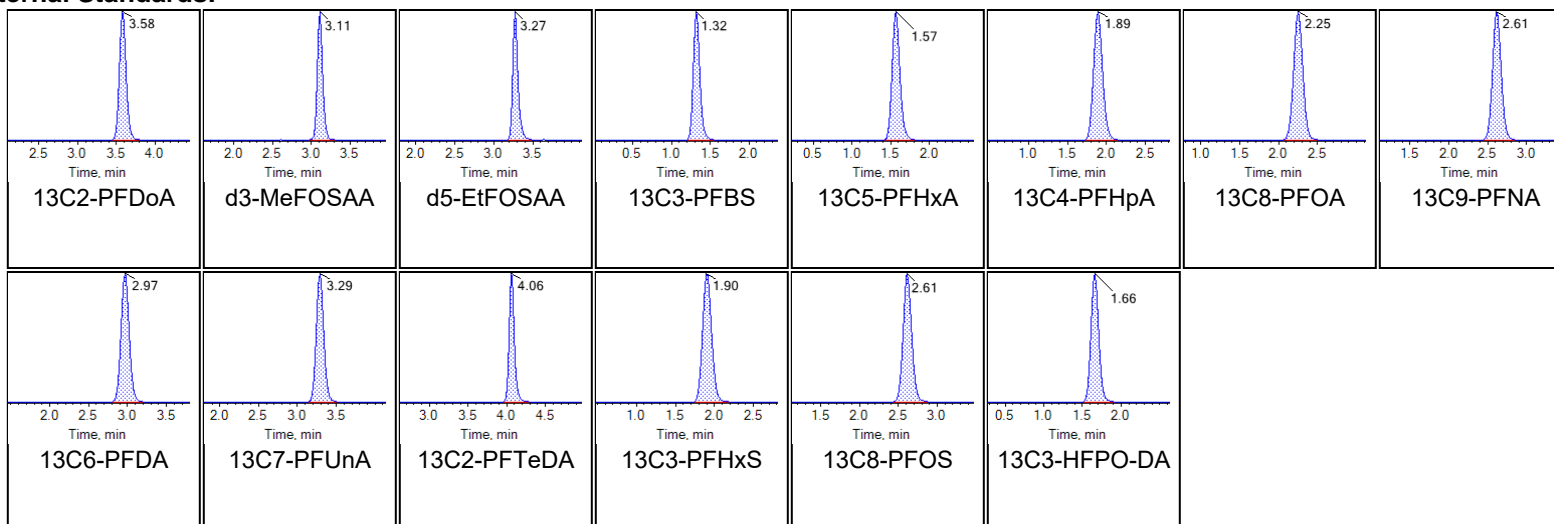 ternal Standards:
3.58
2.5 3.0 3.5 4.0
Time, min
13C2-PFDoA
3.11
2.0 2.5 3.0 3.5
Time, min
d3-MeFOSAA
3.27
2.0 2.5 3.0 3.5
Time, min
d5-EtFOSAA
1.32
0.5 1.0 1.5 2.0
Time, min
13C3-PFBS
1.57
0.5 1.0 1.5 2.0
Time, min
13C5-PFHxA
1.89
1.0 1.5 2.0 2.5
Time, min
13C4-PFHpA
2.25
1.0 1.5 2.0 2.5
Time, min
13C8-PFOA
2.61
1.5 2.0 2.5 3.0
Time, min
13C9-PFNA
2.97
2.0 2.5 3.0 3.5
Time, min
13C6-PFDA
3.29
2.0 2.5 3.0 3.5
Time, min
13C7-PFUnA
4.06
3.0 3.5 4.0 4.5
Time, min
13C2-PFTeDA
1.90
1.0 1.5 2.0 2.5
Time, min
13C3-PFHxS
2.61
1.5 2.0 2.5 3.0
Time, min
13C8-PFOS
1.66
0.5 1.0 1.5 2.0
Time, min
13C3-HFPO-DA